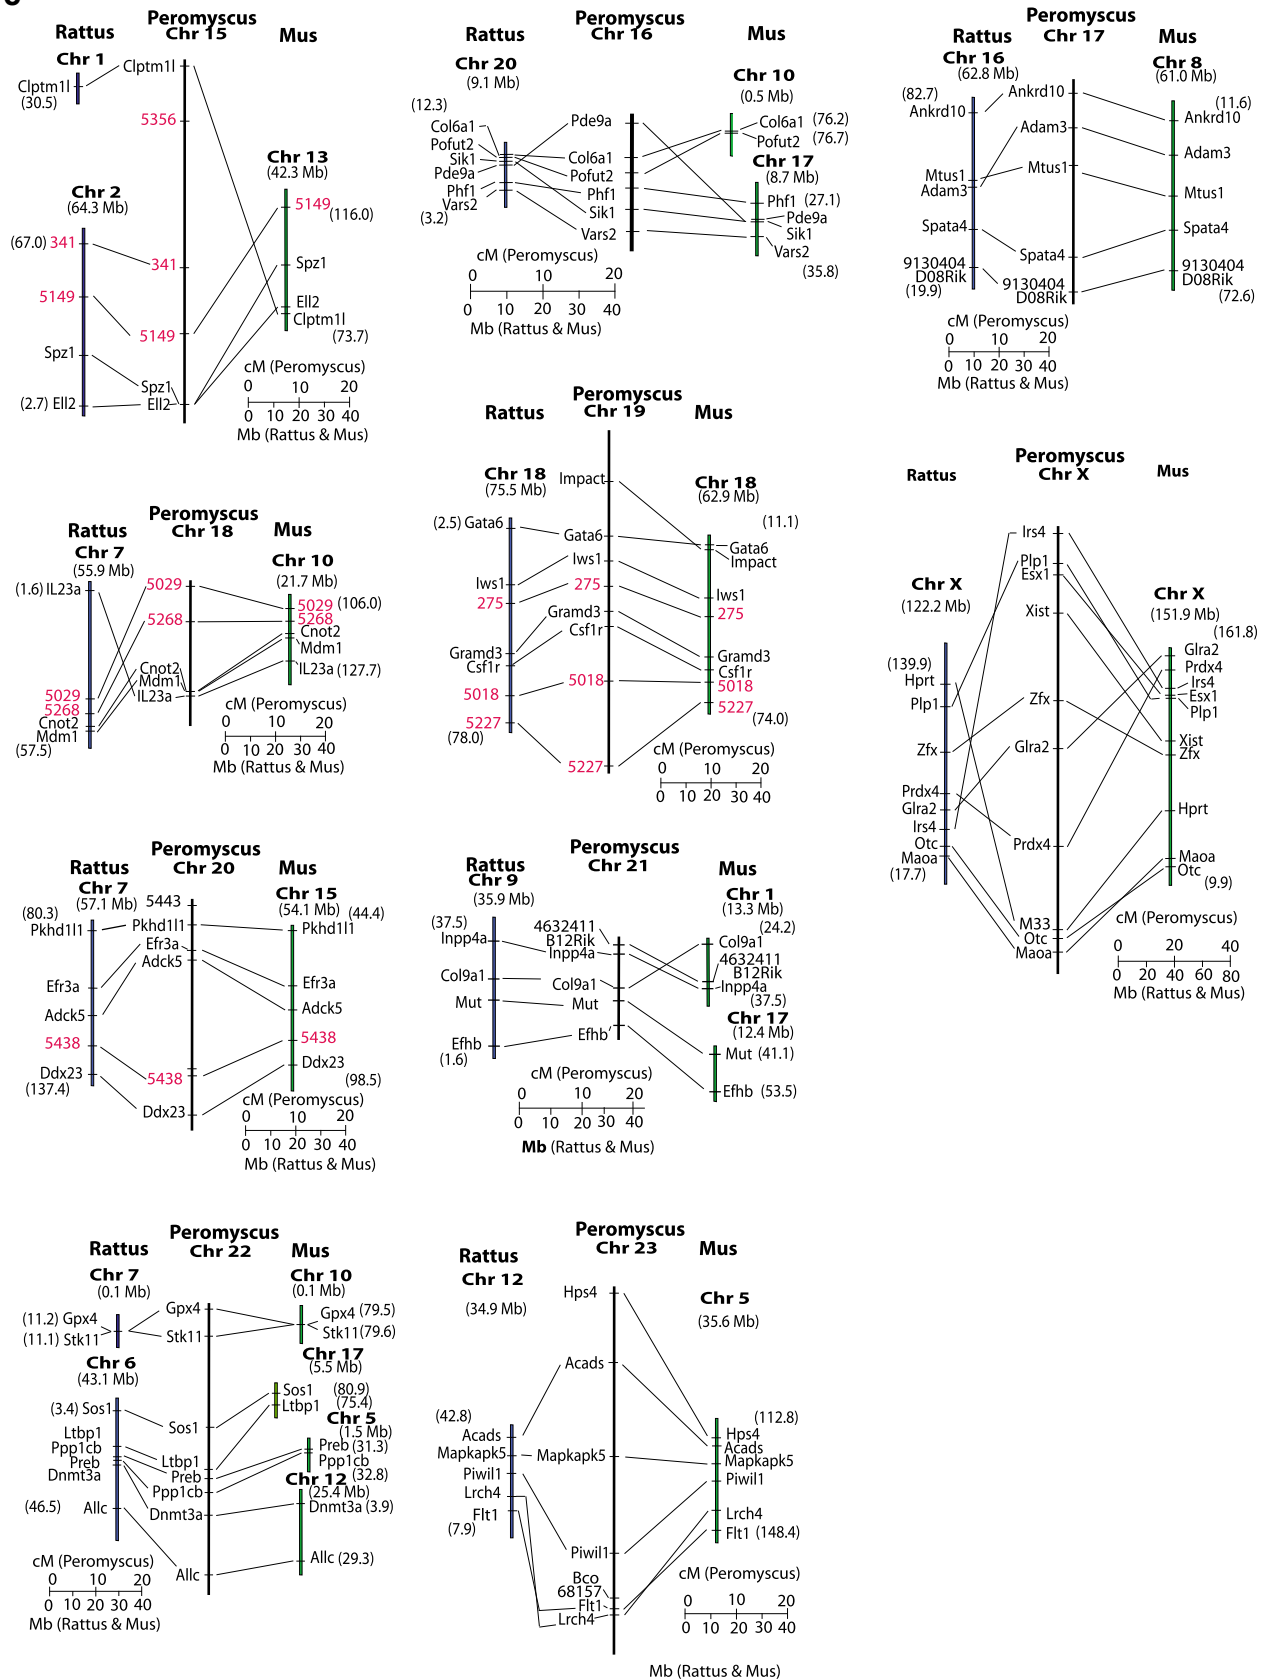 Peromyscus
Chr 15
Rattus
Mus
Chr 1
Clptm1l
Clptm1l
(30.5)
5356
Chr 13
(42.3 Mb)
Chr 2
(64.3 Mb)
5149
(116.0)
(67.0) 341
341
Spz1
5149
5149
Ell2
Clptm1l
(73.7)
Spz1
Spz1
(2.7) Ell2
Ell2
cM (Peromyscus)
0 10 20
0 10 20 30 40
Mb (Rattus & Mus)
Peromyscus
Chr 16
Rattus
Mus
Chr 20
(9.1 Mb)
Chr 10
(0.5 Mb)
(12.3)
Col6a1
Pofut2
Sik1
Pde9a
Phf1
Vars2
(3.2)
Pde9a
Col6a1
Pofut2
Phf1
Sik1
Vars2
Col6a1 (76.2)
Pofut2 (76.7)
Chr 17
(8.7 Mb)
Phf1 (27.1)
Pde9a
Sik1
Vars2
(35.8)
cM (Peromyscus)
0 10 20
0 10 20 30 40
Mb (Rattus & Mus)
Peromyscus
Chr 17
Rattus
Mus
Chr 16
(62.8 Mb)
Chr 8
(61.0 Mb)
(82.7)
Ankrd10
Mtus1
Adam3
Spata4
9130404
D08Rik
(19.9)
Ankrd10
Adam3
Mtus1
Spata4
9130404
D08Rik
(11.6)
Ankrd10
Adam3
Mtus1
Spata4
9130404
D08Rik
(72.6)
cM (Peromyscus)
0 10 20
0 10 20 30 40
Mb (Rattus & Mus)
Peromyscus
Chr 18
Rattus
Mus
Chr 7
(55.9 Mb)
Chr 10
(21.7 Mb)
(1.6) IL23a
5029
5268
Cnot2
Mdm1
(57.5)
5029
5268
Cnot2
Mdm1
IL23a
5029 (106.0)
5268
Cnot2
Mdm1
IL23a (127.7)
cM (Peromyscus)
0 10 20
0 10 20 30 40
Mb (Rattus & Mus)
Peromyscus
Chr 19
Rattus
Mus
Chr 18
(75.5 Mb)
Chr 18
(62.9 Mb)
(2.5) Gata6
Iws1
275
Gramd3
Csf1r
5018
5227
(78.0)
Impact
Gata6
Iws1
275
Gramd3
Csf1r
5018
5227
(11.1)
Gata6
Impact
Iws1
275
Gramd3
Csf1r
5018
5227
(74.0)
cM (Peromyscus)
0 10 20
0 10 20 30 40
Mb (Rattus & Mus)
Peromyscus
Chr X
Rattus
Mus
Chr X
(122.2 Mb)
Chr X
(151.9 Mb)
(139.9)
Hprt
Plp1
Zfx
Prdx4
Glra2
Irs4
Otc
Maoa
(17.7)
Irs4
Plp1
Esx1
Xist
Zfx
Glra2
Prdx4
M33
Otc
Maoa
(161.8)
Glra2
Prdx4
Irs4
Esx1
Plp1
Xist
Zfx
Hprt
Maoa
Otc
(9.9)
cM (Peromyscus)
0 20 40
0 20 40 60 80
Mb (Rattus & Mus)
Peromyscus
Chr 20
Rattus
Mus
Chr 7
(57.1 Mb)
Chr 15
(54.1 Mb)
(80.3)
Pkhd1l1
Efr3a
Adck5
5438
Ddx23
(137.4)
5443
Pkhd1l1
Efr3a
Adck5
5438
Ddx23
(44.4)
Pkhd1l1
Efr3a
Adck5
5438
Ddx23
(98.5)
cM (Peromyscus)
0 10 20
0 10 20 30 40
Mb (Rattus & Mus)
Peromyscus
Chr 21
Rattus
Mus
Chr 9
(35.9 Mb)
Chr 1
(13.3 Mb)
(37.5)
Inpp4a
Col9a1
Mut
Efhb
(1.6)
4632411
B12Rik
Inpp4a
Col9a1
Mut
Efhb
(24.2)
Col9a1
4632411
B12Rik
Inpp4a
(37.5)
Chr 17
(12.4 Mb)
Mut (41.1)
Efhb (53.5)
cM (Peromyscus)
0 10 20
0 10 20 30 40
Mb (Rattus & Mus)
Peromyscus
Chr 22
Rattus
Mus
Chr 7
(0.1 Mb)
Chr 10
(0.1 Mb)
(11.2) Gpx4
(11.1) Stk11
Gpx4
Stk11
Gpx4 (79.5)
Stk11 (79.6)
Chr 6
(43.1 Mb)
Chr 17
(5.5 Mb)
(3.4) Sos1
Ltbp1
Ppp1cb
Preb
Dnmt3a
(46.5) Allc
Sos1
Ltbp1
Preb
Ppp1cb
Dnmt3a
Allc
Sos1 (80.9)
Ltbp1 (75.4)
Chr 5
(1.5 Mb)
Preb (31.3)
Ppp1cb
(32.8)
Chr 12
(25.4 Mb)
Dnmt3a (3.9)
Allc (29.3)
cM (Peromyscus)
0 10 20
0 10 20 30 40
Mb (Rattus & Mus)
Peromyscus
Chr 23
Rattus
Mus
Chr 12
(34.9 Mb)
Chr 5
(35.6 Mb)
(42.8)
Acads
Mapkapk5
Piwil1
Lrch4
Flt1
(7.9)
Hps4
Acads
Mapkapk5
Piwil1
Bco
68157
Flt1
Lrch4
(112.8)
Hps4
Acads
Mapkapk5
Piwil1
Lrch4
Flt1 (148.4)
cM (Peromyscus)
0 10 20
0 10 20 30 40
Mb (Rattus & Mus)